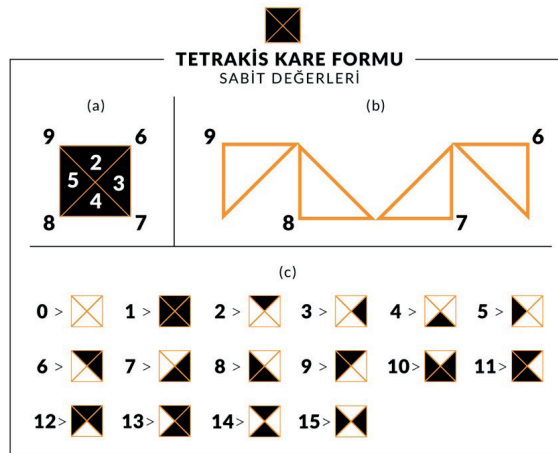 TETRAKİS KARE FORMU
SABİT DEĞERLERİ
(a)
9 6
2
5 3
4
8 7
(b)
9 6
8 7
(c)
0 > 1 > 2 > 3 > 4 > 5 >
6 > 7 > 8 > 9 > 10 > 11 >
12 > 13 > 14 > 15 >